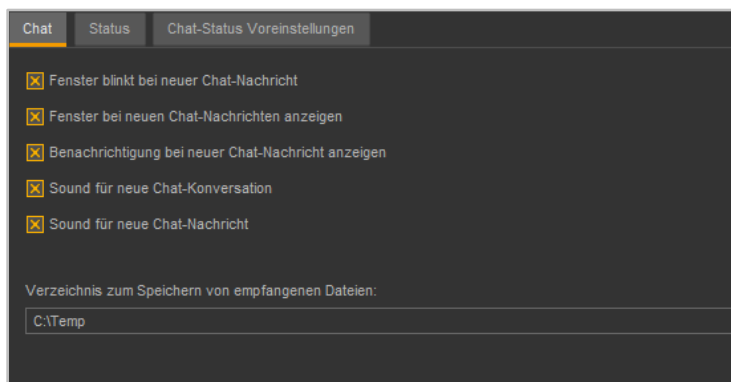 Chat Status Chat-Status Voreinstellungen
Fenster blinkt bei neuer Chat-Nachricht
Fenster bei neuen Chat-Nachrichten anzeigen
Benachrichtigung bei neuer Chat-Nachricht anzeigen
Sound für neue Chat-Konversation
Sound für neue Chat-Nachricht
Verzeichnis zum Speichern von empfangenen Dateien:
C:\Temp